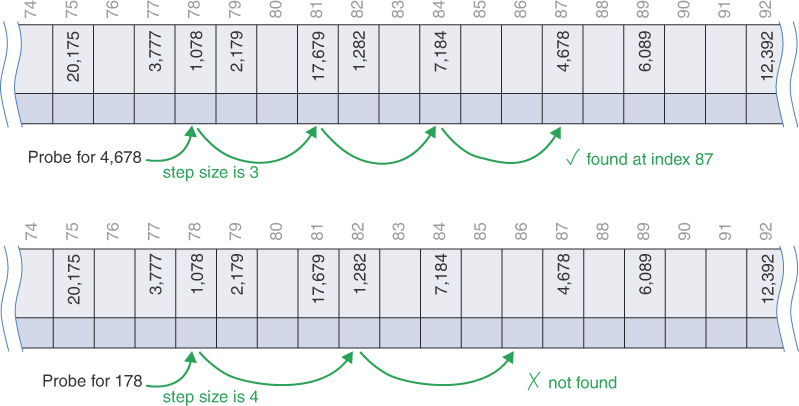 74 75 76 77 78 79 80 81 82 83 84 85 86 87 88 89 90 91 92
20,175 3,777 1,078 2,179 17,679 1,282 7,184 4,678 6,089 12,392
Probe for 4,678
step size is 3
✓ found at index 87
74 75 76 77 78 79 80 81 82 83 84 85 86 87 88 89 90 91 92
20,175 3,777 1,078 2,179 17,679 1,282 7,184 4,678 6,089 12,392
Probe for 178
step size is 4
✗ not found